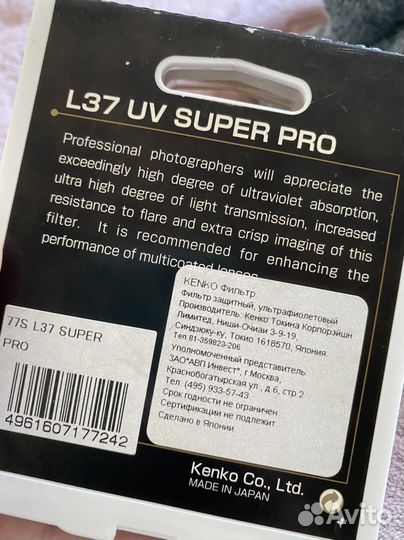 L37 UV SUPER PRO
Professional photographers will appreciate the
exceedingly high degree of ultraviolet absorption,
ultra high degree of light transmission, increased
resistance to flare and extra crisp imaging of this
filter. It is recommended for enhancing the
performance of multicoated lenses.
KENKO Фильтр
Фильтр защитный, ультрафиолетовый
Производитель: Кенко Токина Корпорэйшн
Лимитед, Ниши-Очиаи 3-9-19,
Синдзюку-ку, Токио 1618570, Япония
Тел.81-359823-206
Уполномоченный представитель
ЗАО"АВП Инвест", г.Москва,
Краснобогатырская ул., д.6, стр.2
Тел. (495) 933-57-43
Срок годности не ограничен
Сертификации не подлежит
Сделано в Японии
77S L37 SUPER
PRO
4961607177242
Kenko Co., Ltd.
MADE IN JAPAN
Avito